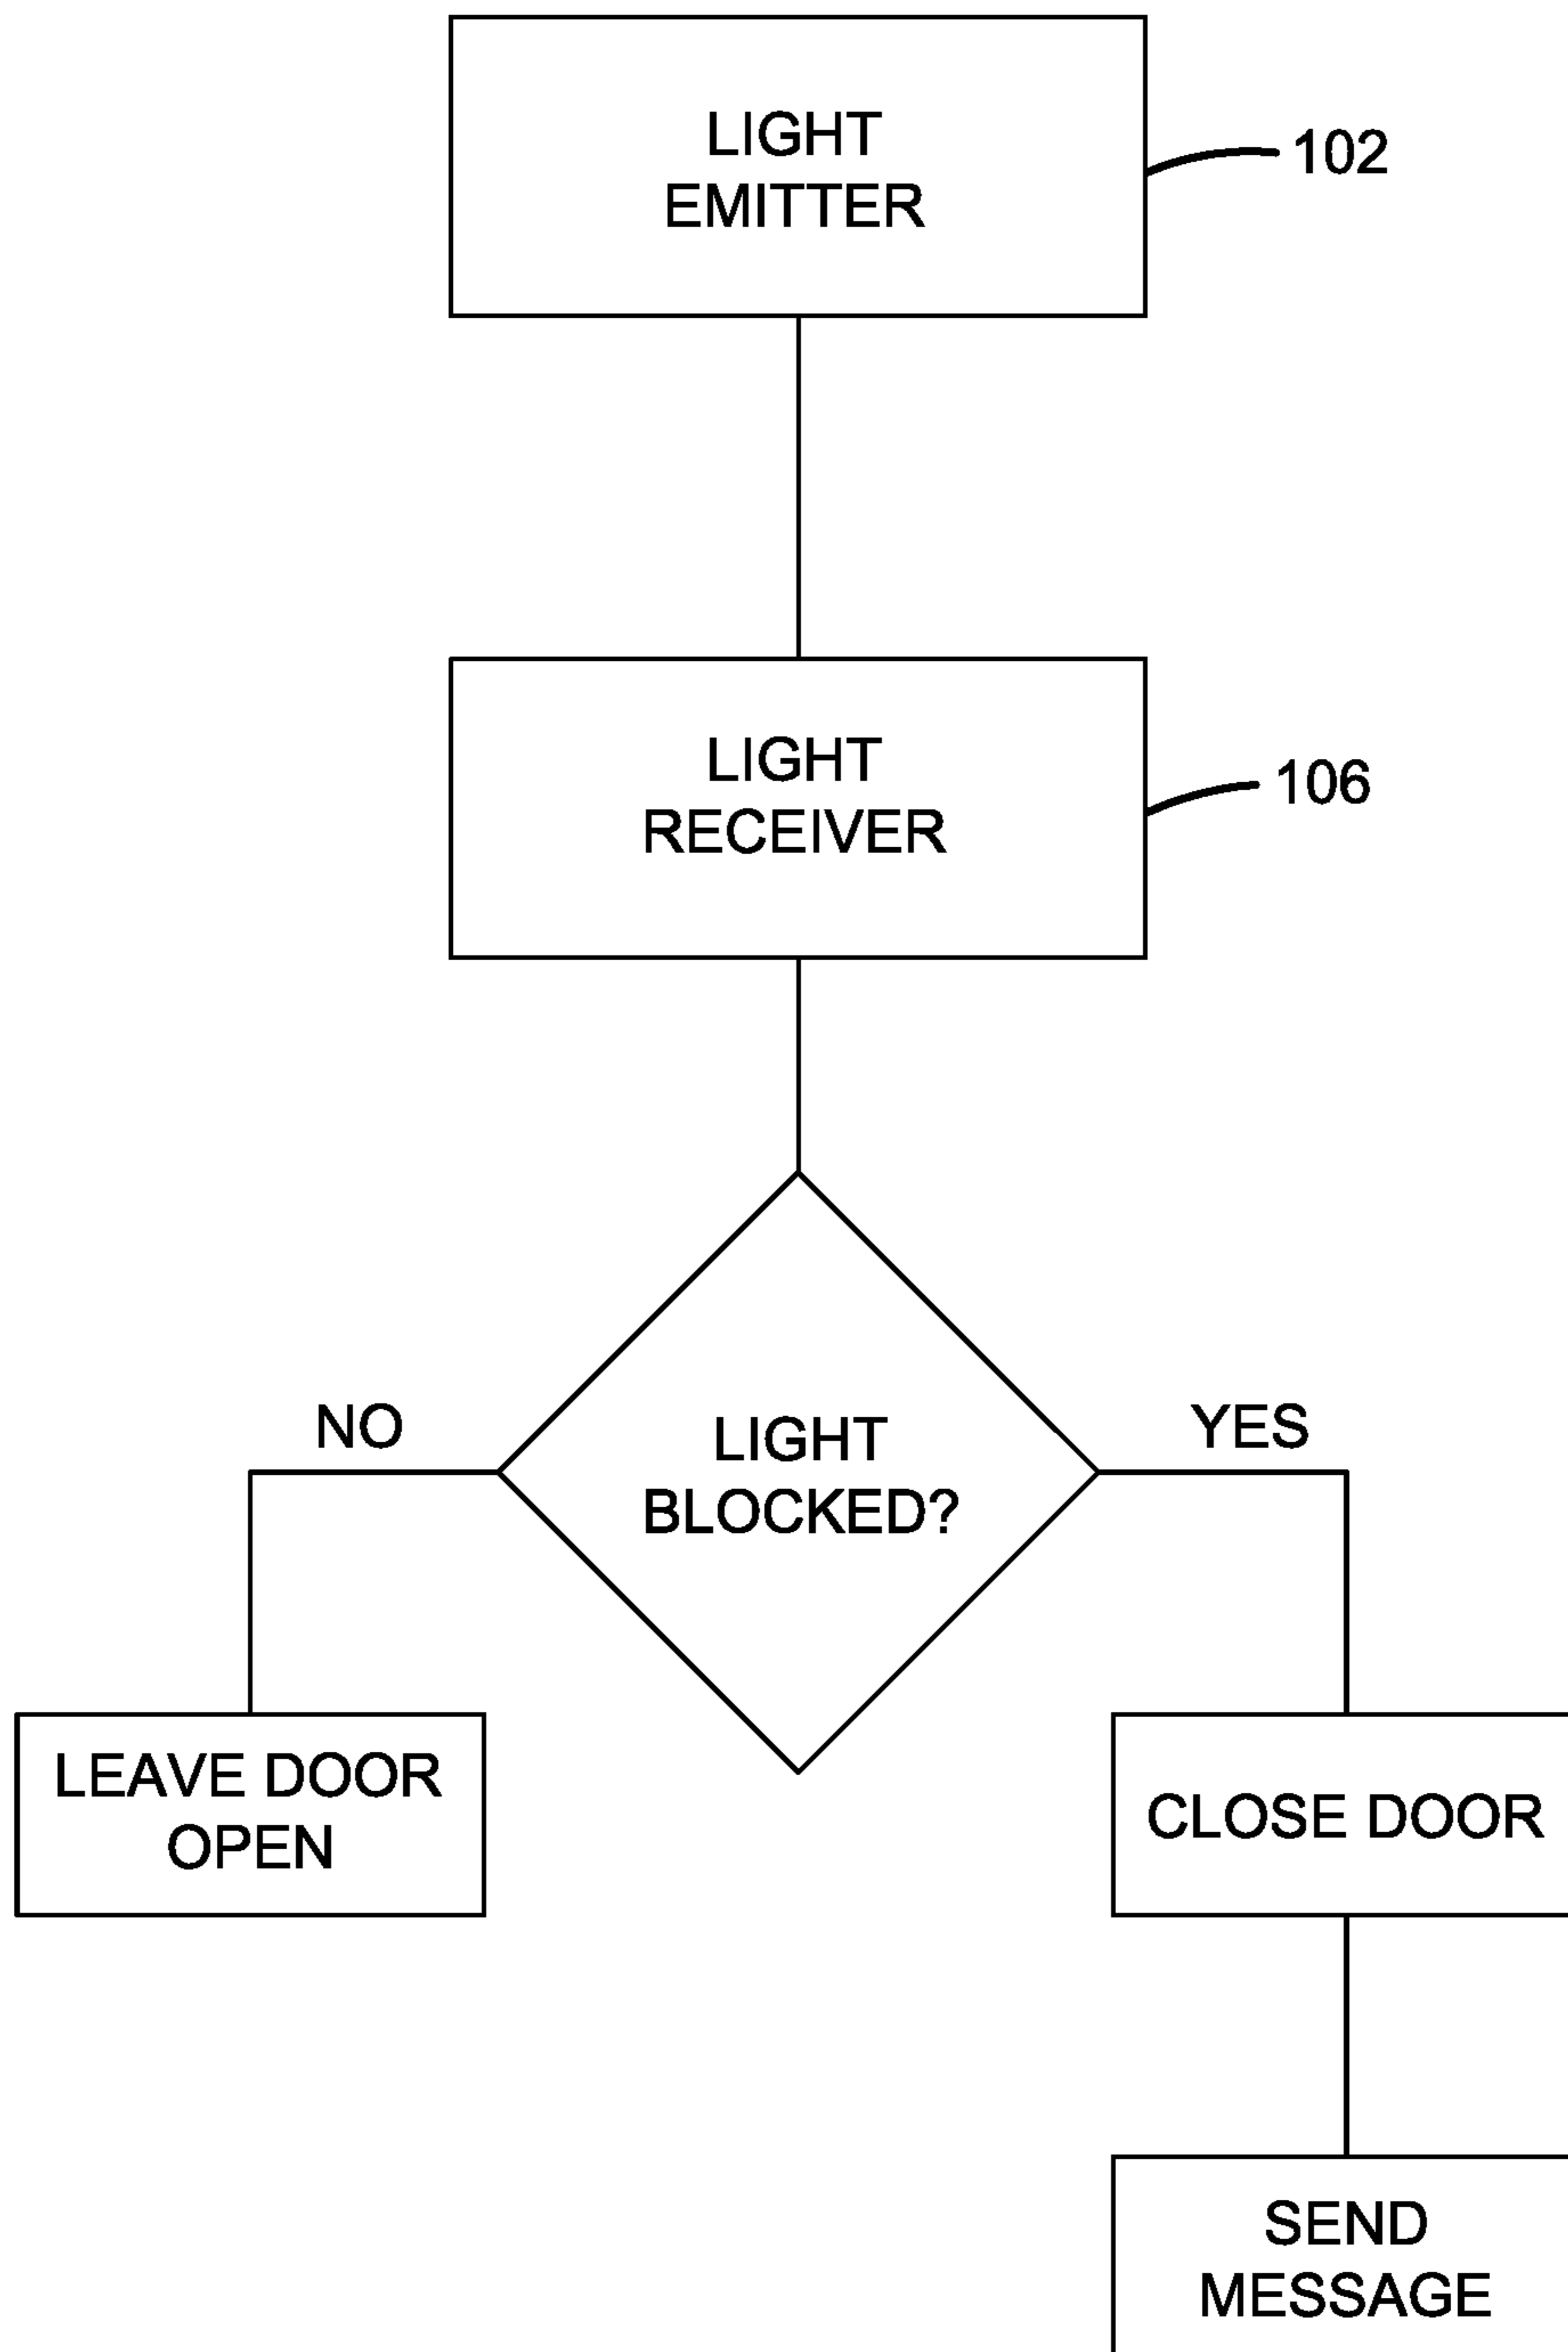 LIGHT
EMITTER
102
LIGHT
RECEIVER
106
LIGHT
BLOCKED?
NO
YES
LEAVE DOOR
OPEN
CLOSE DOOR
SEND
MESSAGE